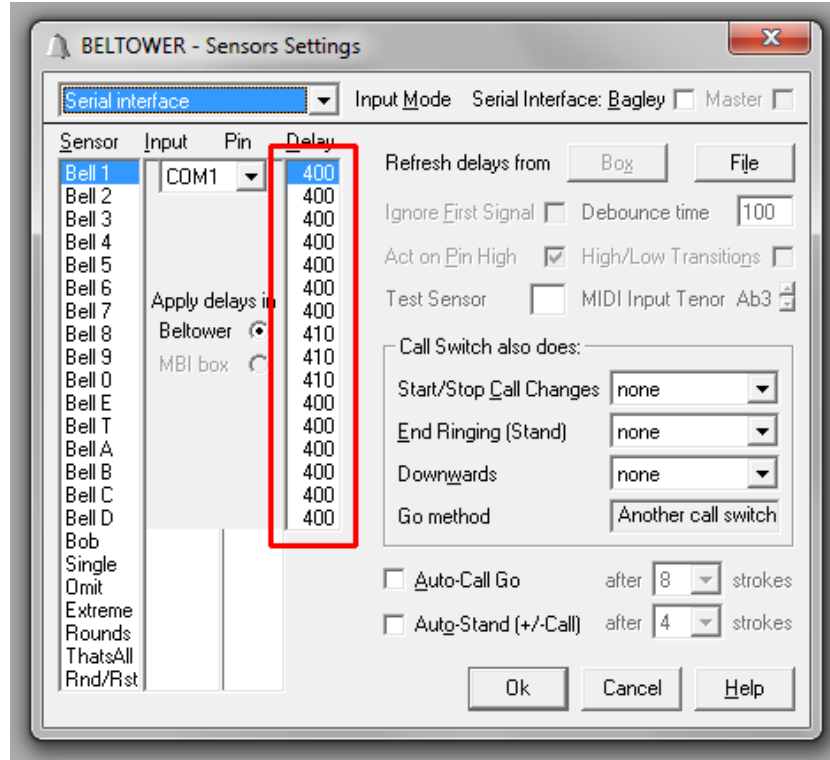 BELTOWER - Sensors Settings
Serial interface Input Mode Serial Interface: Bagley Master
Sensor Input Pin Delay
Bell 1 COM1 400
Bell 2 400
Bell 3 400
Bell 4 400
Bell 5 400
Bell 6 400
Bell 7 400
Bell 8 410
Bell 9 410
Bell 0 410
Bell E 400
Bell T 400
Bell A 400
Bell B 400
Bell C 400
Bell D 400
Bob
Single
Omit
Extreme
Rounds
ThatsAll
Rnd/Rst
Apply delays in
Beltower
MBI box
Refresh delays from Box File
Ignore First Signal Debounce time 100
Act on Pin High High/Low Transitions
Test Sensor MIDI Input Tenor Ab3
Call Switch also does:
Start/Stop Call Changes none
End Ringing (Stand) none
Downwards none
Go method Another call switch
Auto-Call Go after 8 strokes
Auto-Stand (+/-Call) after 4 strokes
Ok Cancel Help